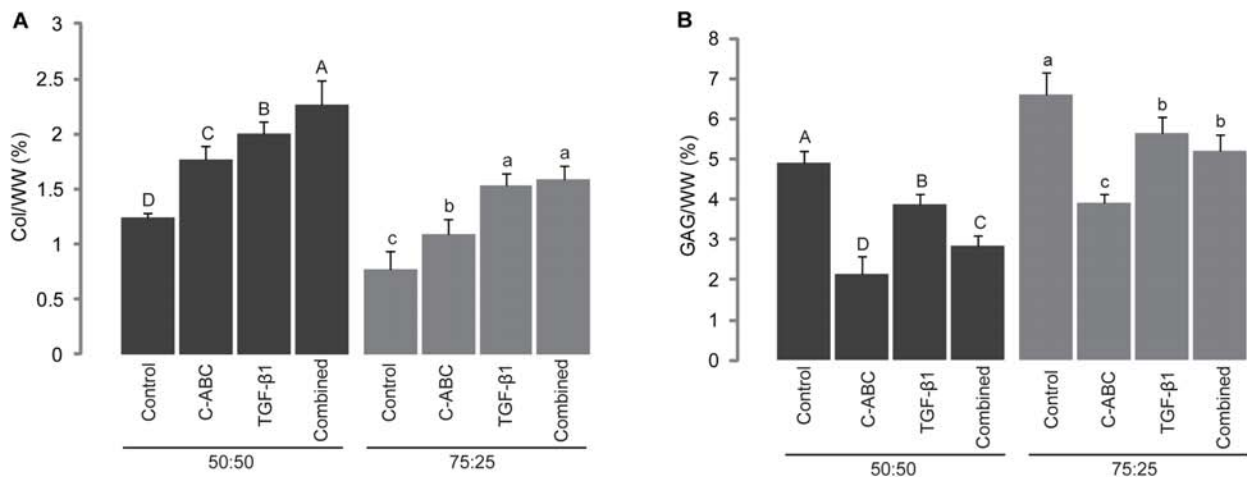 A
Col/WW (%)
3
2.5
2
1.5
1
0.5
0
D
C
B
A
c
b
a
a
Control
C-ABC
TGF-β1
Combined
Control
C-ABC
TGF-β1
Combined
50:50
75:25
B
GAG/WW (%)
8
7
6
5
4
3
2
1
0
A
D
B
C
a
c
b
b
Control
C-ABC
TGF-β1
Combined
Control
C-ABC
TGF-β1
Combined
50:50
75:25